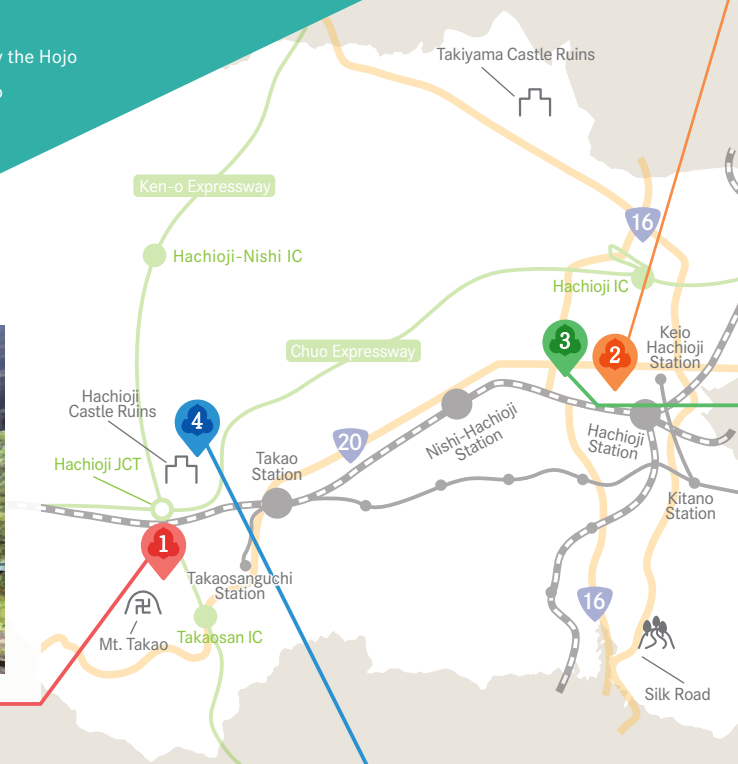 y the Hojo
Takiyama Castle Ruins
Ken-o Expressway
16
Hachioji-Nishi IC
Hachioji IC
Chuo Expressway
3
2
Keio
Hachioji
Station
Hachioji
Castle Ruins
4
20
Nishi-Hachioji
Station
Hachioji
Station
Hachioji JCT
Takao
Station
Kitano
Station
1
Takaosanguchi
Station
卍
Mt. Takao
Takaosan IC
16
Silk Road